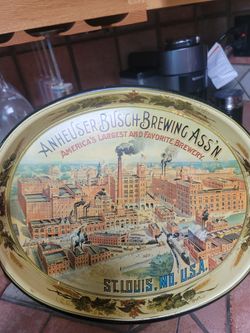 ANHEUSER BUSCH BREWING ASS'N.
AMERICA'S LARGEST AND FAVORITE BREWERY.
ST. LOUIS, MO. U.S.A.